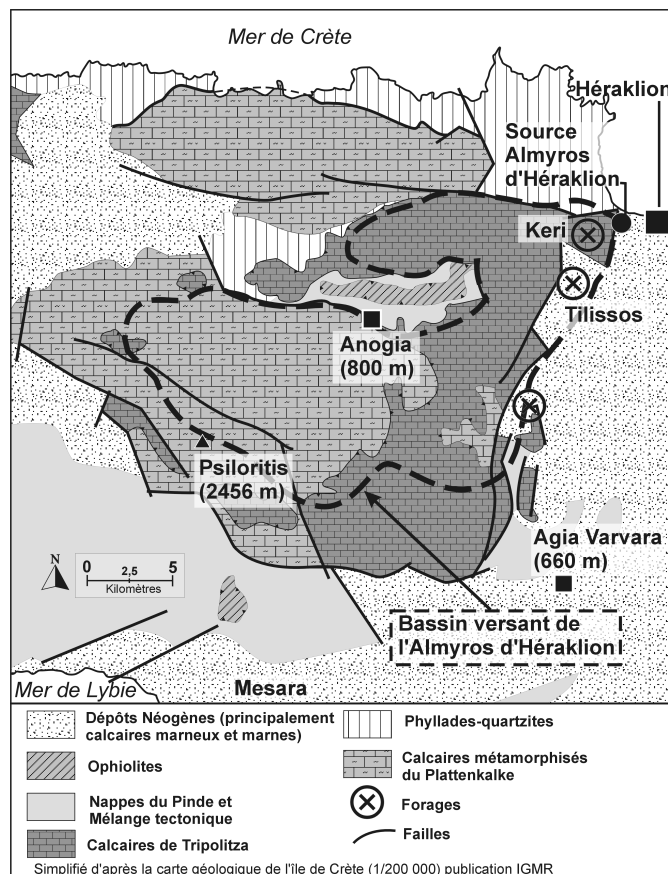 Mer de Crète
Héraklion
Source
Almyros
d'Héraklion
Keri
Tilissos
Anogia
(800 m)
Psiloritis
(2456 m)
Agia Varvara
(660 m)
N
0 2,5 5
Kilomètres
Bassin versant de
l'Almyros d'Héraklion
Mer de Lybie
Mesara
Dépôts Néogènes (principalement
calcaires marneux et marnes)
Ophiolites
Nappes du Pinde et
Mélange tectonique
Calcaires de Tripolitza
Phyllades-quartzites
Calcaires métamorphisés
du Plattenkalke
Forages
Failles
Simplifié d'après la carte géologique de l'île de Crète (1/200 000) publication IGMR